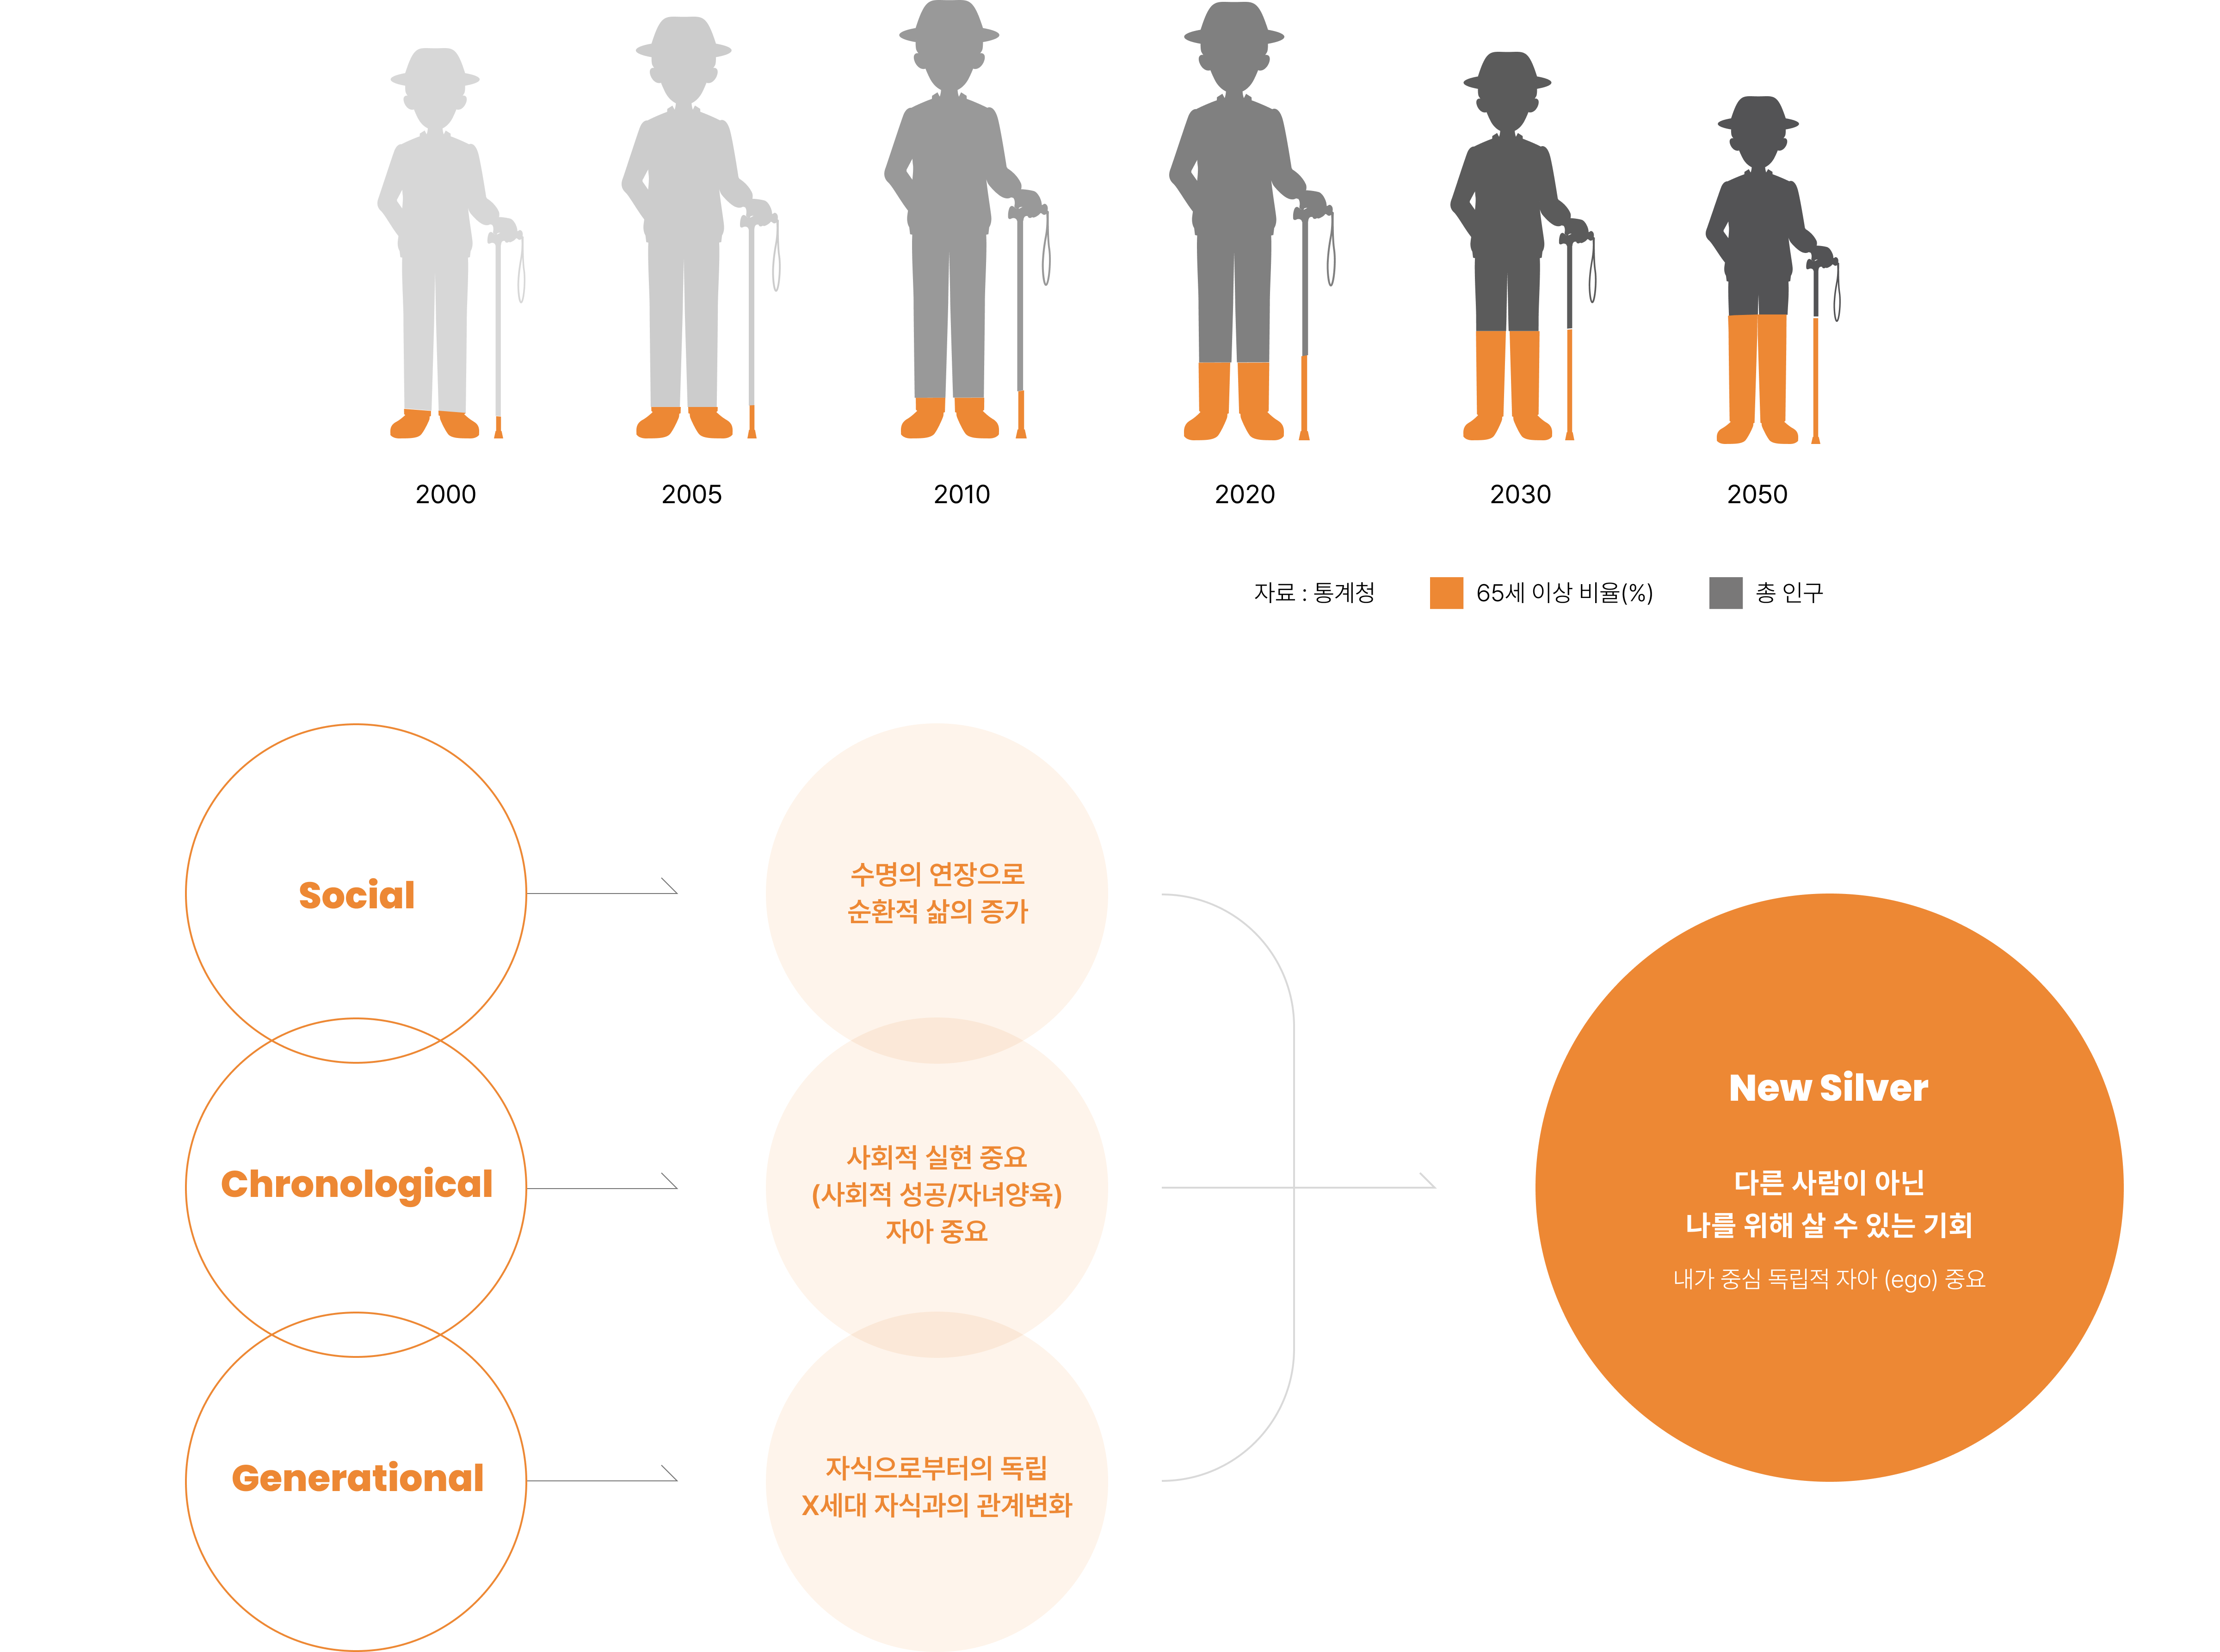 2000
2005
2010
2020
2030
2050
자료 : 통계청
65세 이상 비율(%)
총 인구
Social
수명의 연장으로
순환적 삶의 증가
Chronological
사회적 실현 중요
(사회적 성공/자녀양육)
자아 중요
Generational
자식으로부터의 독립
X세대 자식과의 관계변화
New Silver
다른 사람이 아닌
나를 위해 살 수 있는 기회
내가 중심 독립적 자아 (ego) 중요